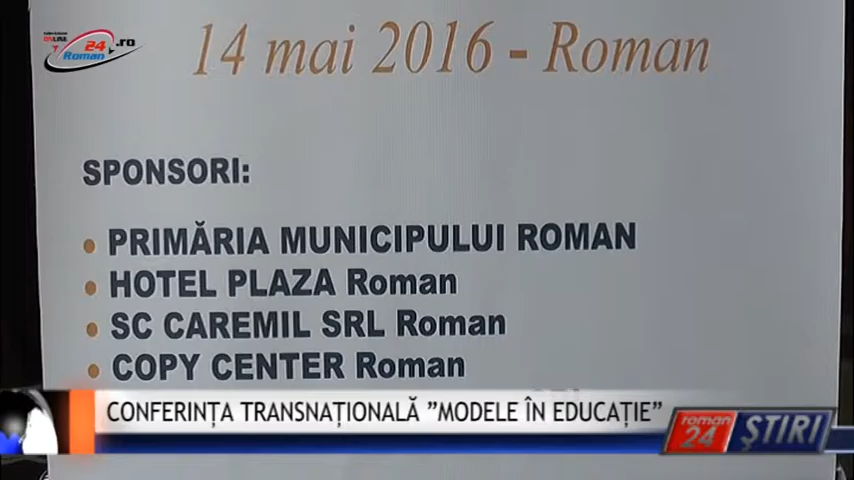 24.ro
Roman
14 mai 2016 - Roman
SPONSORI:
• PRIMĂRIA MUNICIPULUI ROMAN
• HOTEL PLAZA Roman
• SC CAREMIL SRL Roman
• COPY CENTER Roman
CONFERINȚA TRANSNAȚIONALĂ ”MODELE ÎN EDUCAȚIE”
roman
24
ȘTIRI